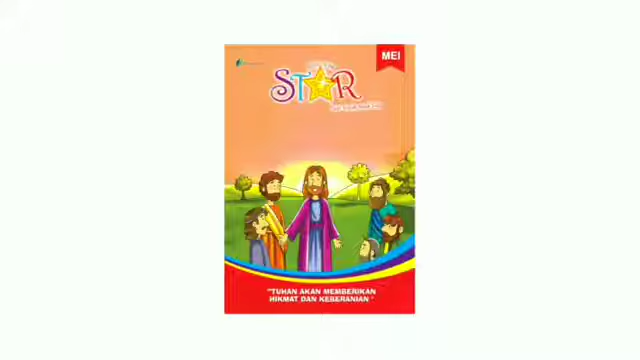 MEI
STAR
"TUHAN AKAN MEMBERIKAN
HIKMAT DAN KEBERANIAN"